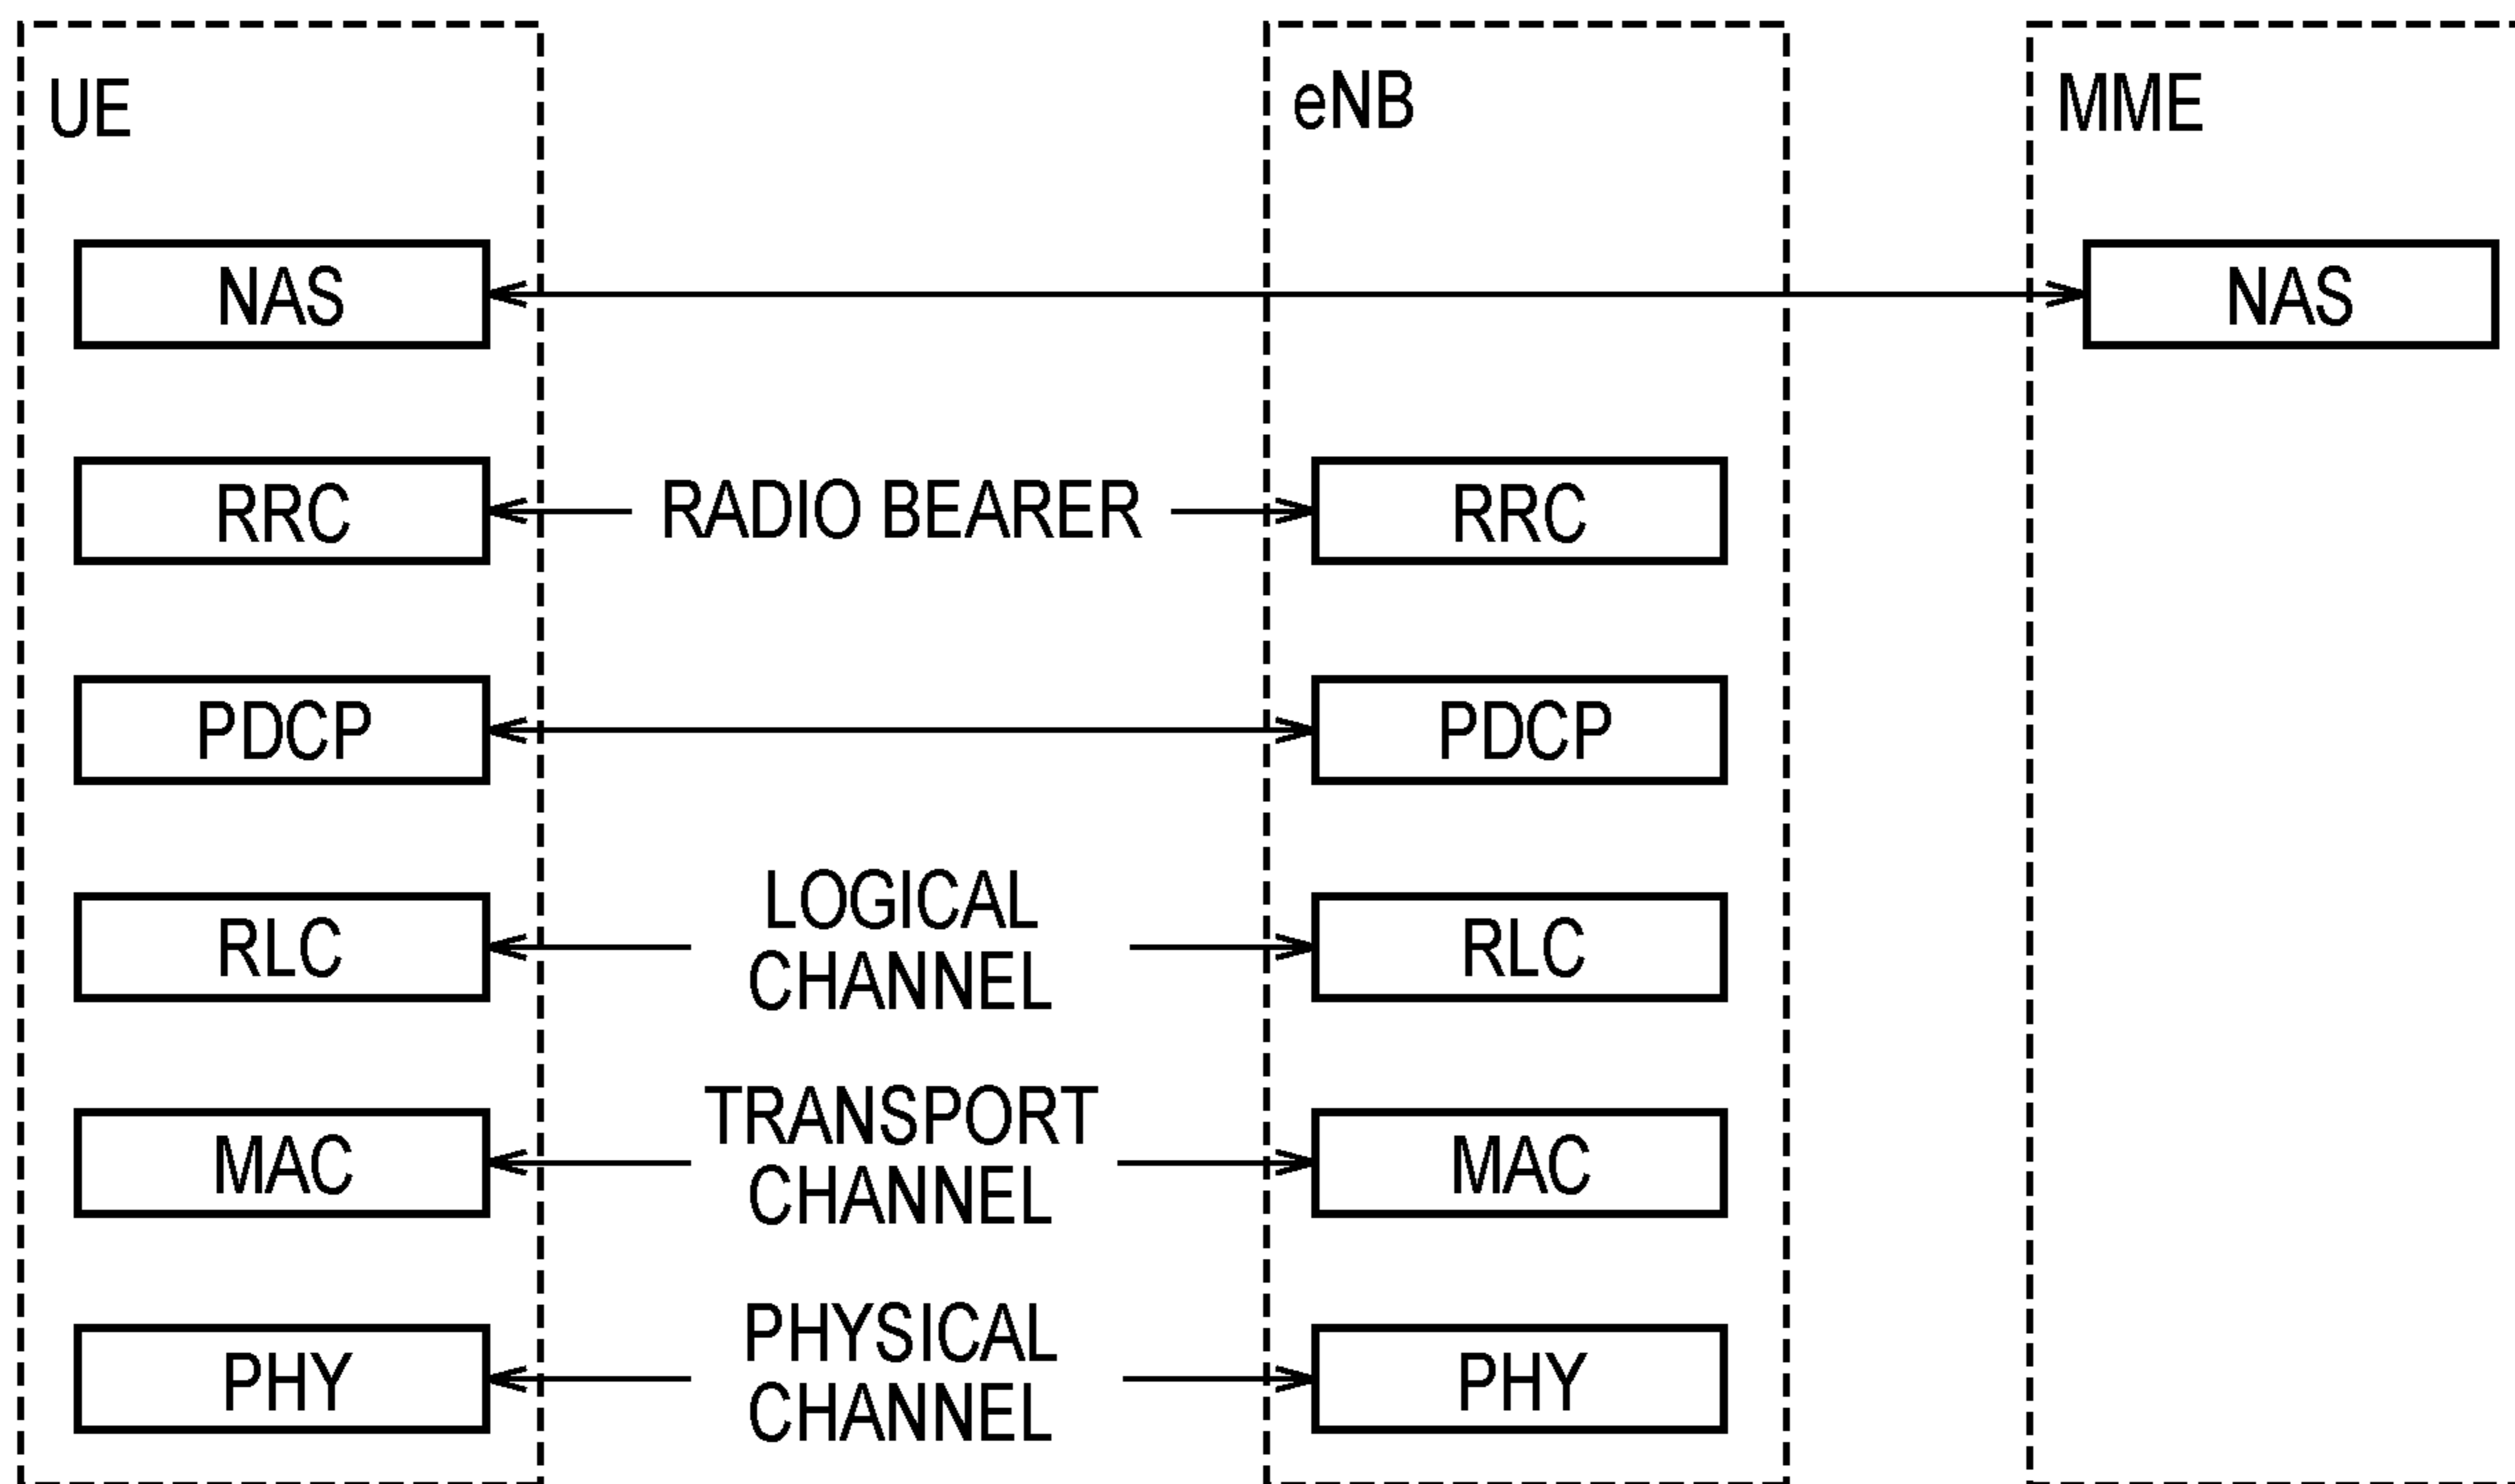 UE
eNB
MME
NAS
NAS
RRC
RADIO BEARER
RRC
PDCP
PDCP
RLC
LOGICAL
CHANNEL
RLC
MAC
TRANSPORT
CHANNEL
MAC
PHY
PHYSICAL
CHANNEL
PHY